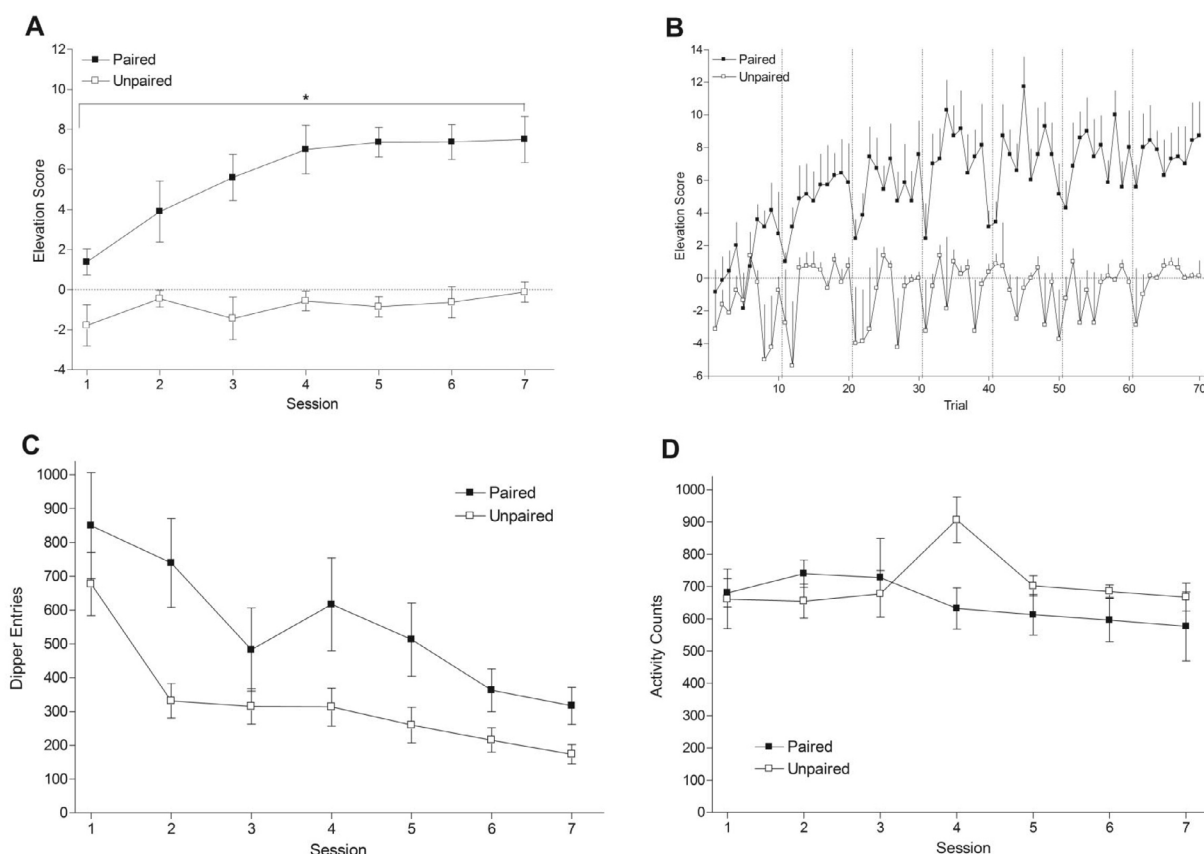 A
Paired
Unpaired
*
12
10
8
6
4
2
0
-2
-4
Elevation Score
1 2 3 4 5 6 7
Session
B
Paired
Unpaired
14
12
10
8
6
4
2
0
-2
-4
-6
Elevation Score
0 10 20 30 40 50 60 70
Trial
C
Paired
Unpaired
1000
900
800
700
600
500
400
300
200
100
0
Dipper Entries
1 2 3 4 5 6 7
Session
D
1000
900
800
700
600
500
400
300
200
100
0
Activity Counts
Paired
Unpaired
1 2 3 4 5 6 7
Session